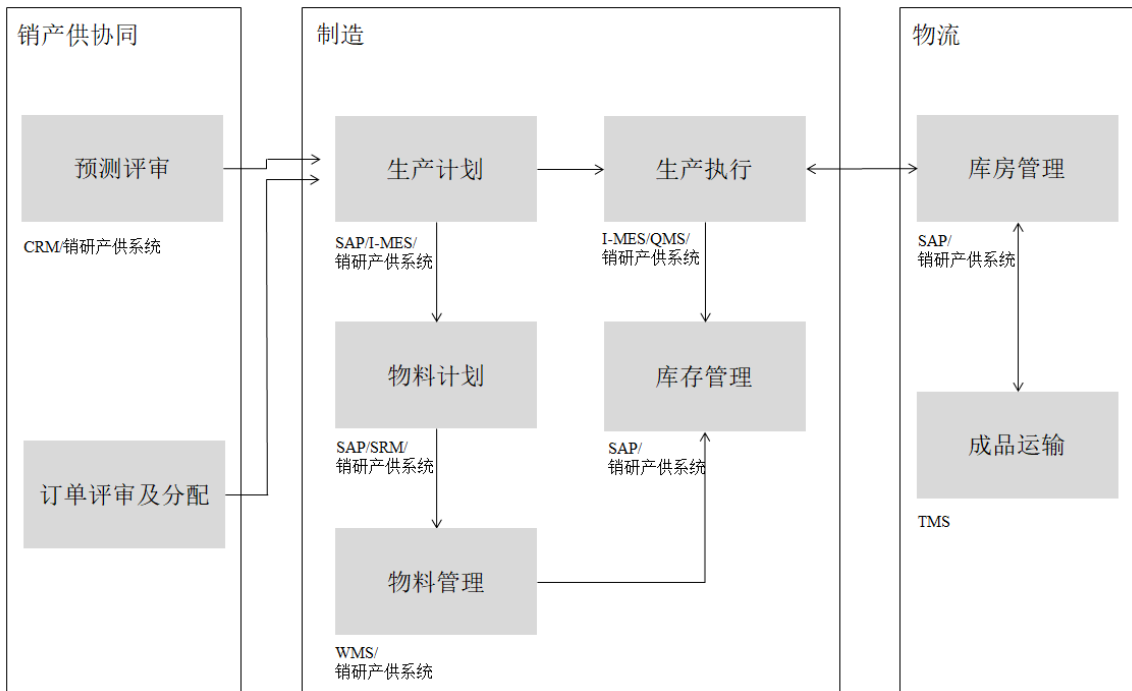 销产供协同
预测评审
CRM/销研产供系统
订单评审及分配
制造
生产计划
SAP/I-MES/
销研产供系统
生产执行
I-MES/QMS/
销研产供系统
物料计划
SAP/SRM/
销研产供系统
库存管理
SAP/
销研产供系统
物料管理
WMS/
销研产供系统
物流
库房管理
SAP/
销研产供系统
成品运输
TMS